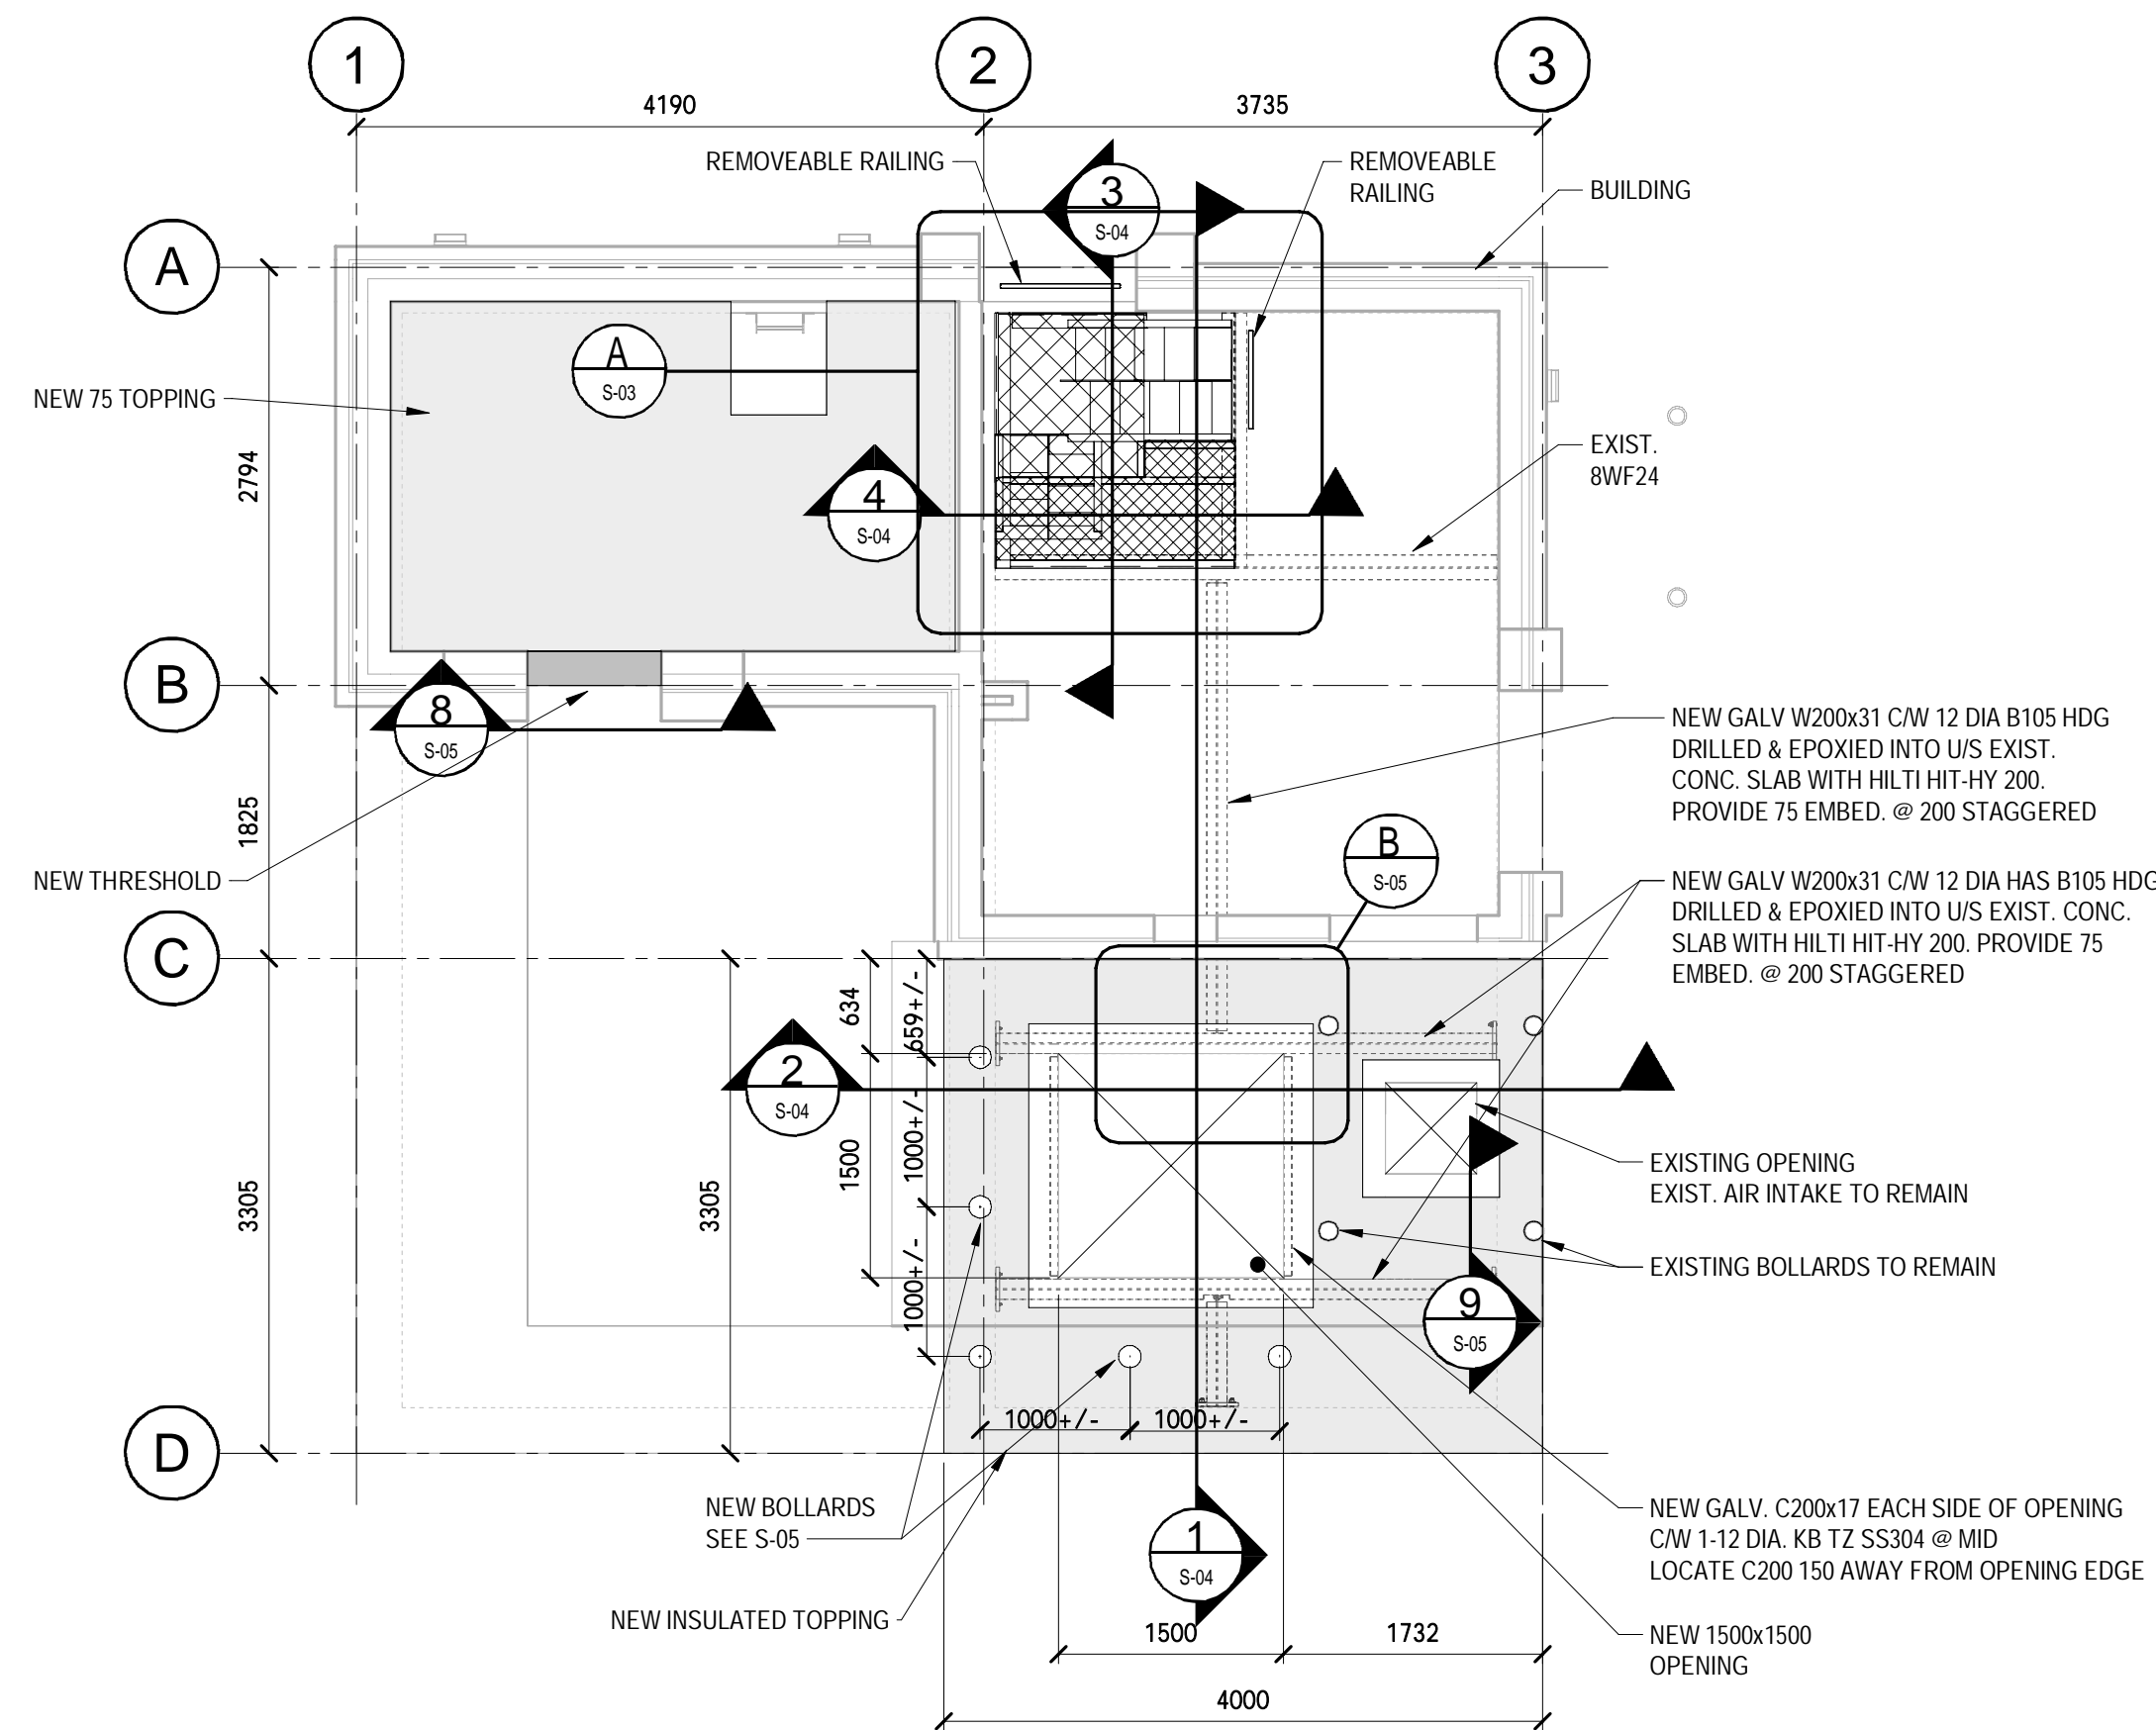 1
2
3
4190
3735
REMOVEABLE RAILING
REMOVEABLE
RAILING
BUILDING
3
S-04
A
A
S-03
NEW 75 TOPPING
2794
EXIST.
8WF24
4
S-04
B
8
S-05
NEW GALV W200x31 C/W 12 DIA B105 HDG
DRILLED & EPOXIED INTO U/S EXIST.
CONC. SLAB WITH HILTI HIT-HY 200.
PROVIDE 75 EMBED. @ 200 STAGGERED
1825
B
S-05
NEW THRESHOLD
NEW GALV W200x31 C/W 12 DIA HAS B105 HDG
DRILLED & EPOXIED INTO U/S EXIST. CONC.
SLAB WITH HILTI HIT-HY 200. PROVIDE 75
EMBED. @ 200 STAGGERED
C
634
659+/-
2
S-04
1000+/-
1500
3305
3305
1000+/-
EXISTING OPENING
EXIST. AIR INTAKE TO REMAIN
EXISTING BOLLARDS TO REMAIN
9
S-05
1000+/-
1000+/-
D
NEW BOLLARDS
SEE S-05
NEW GALV. C200x17 EACH SIDE OF OPENING
C/W 1-12 DIA. KB TZ SS304 @ MID
LOCATE C200 150 AWAY FROM OPENING EDGE
1
S-04
NEW INSULATED TOPPING
1500
1732
NEW 1500x1500
OPENING
4000